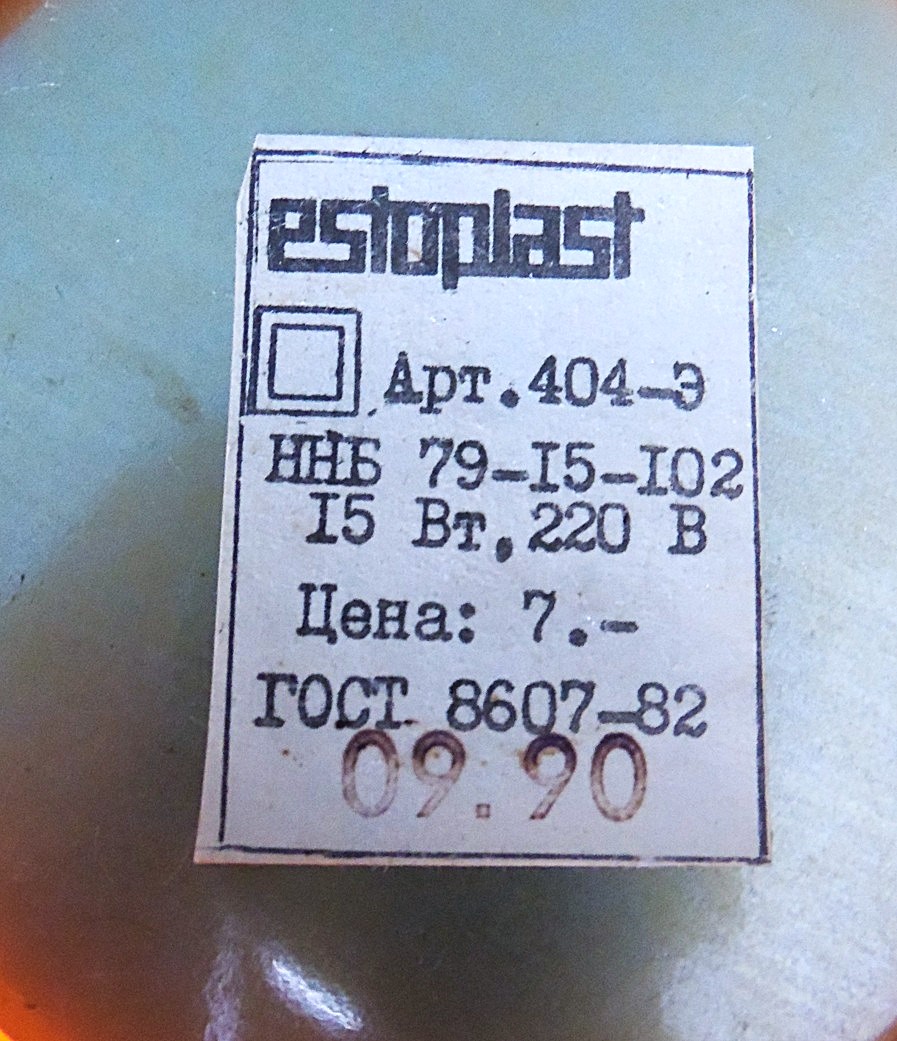 estoplast
Арт.404-Э
ННБ 79-I5-I02
I5 Вт,220 В
Цена: 7.-
ГОСТ 8607-82
09.90